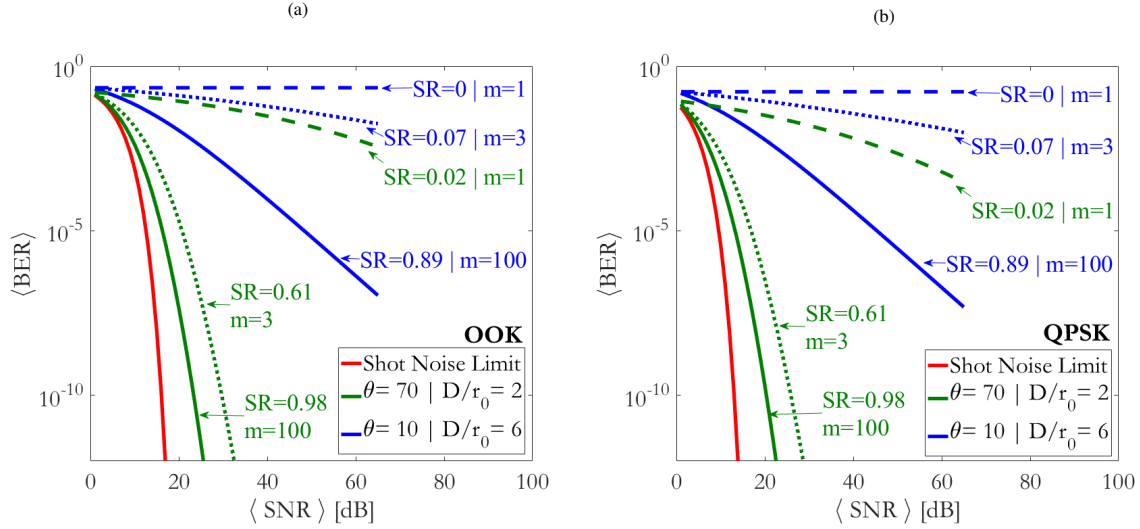 (a)
10^0
SR=0 | m=1
SR=0.07 | m=3
SR=0.02 | m=1
10^-5
SR=0.89 | m=100
SR=0.61
m=3
OOK
Shot Noise Limit
θ= 70 | D/r_0= 2
θ= 10 | D/r_0= 6
10^-10
SR=0.98
m=100
⟨BER⟩
0 20 40 60 80 100
⟨ SNR ⟩ [dB]
(b)
10^0
SR=0 | m=1
SR=0.07 | m=3
SR=0.02 | m=1
10^-5
SR=0.89 | m=100
SR=0.61
m=3
QPSK
Shot Noise Limit
θ= 70 | D/r_0= 2
θ= 10 | D/r_0= 6
10^-10
SR=0.98
m=100
⟨BER⟩
0 20 40 60 80 100
⟨ SNR ⟩ [dB]